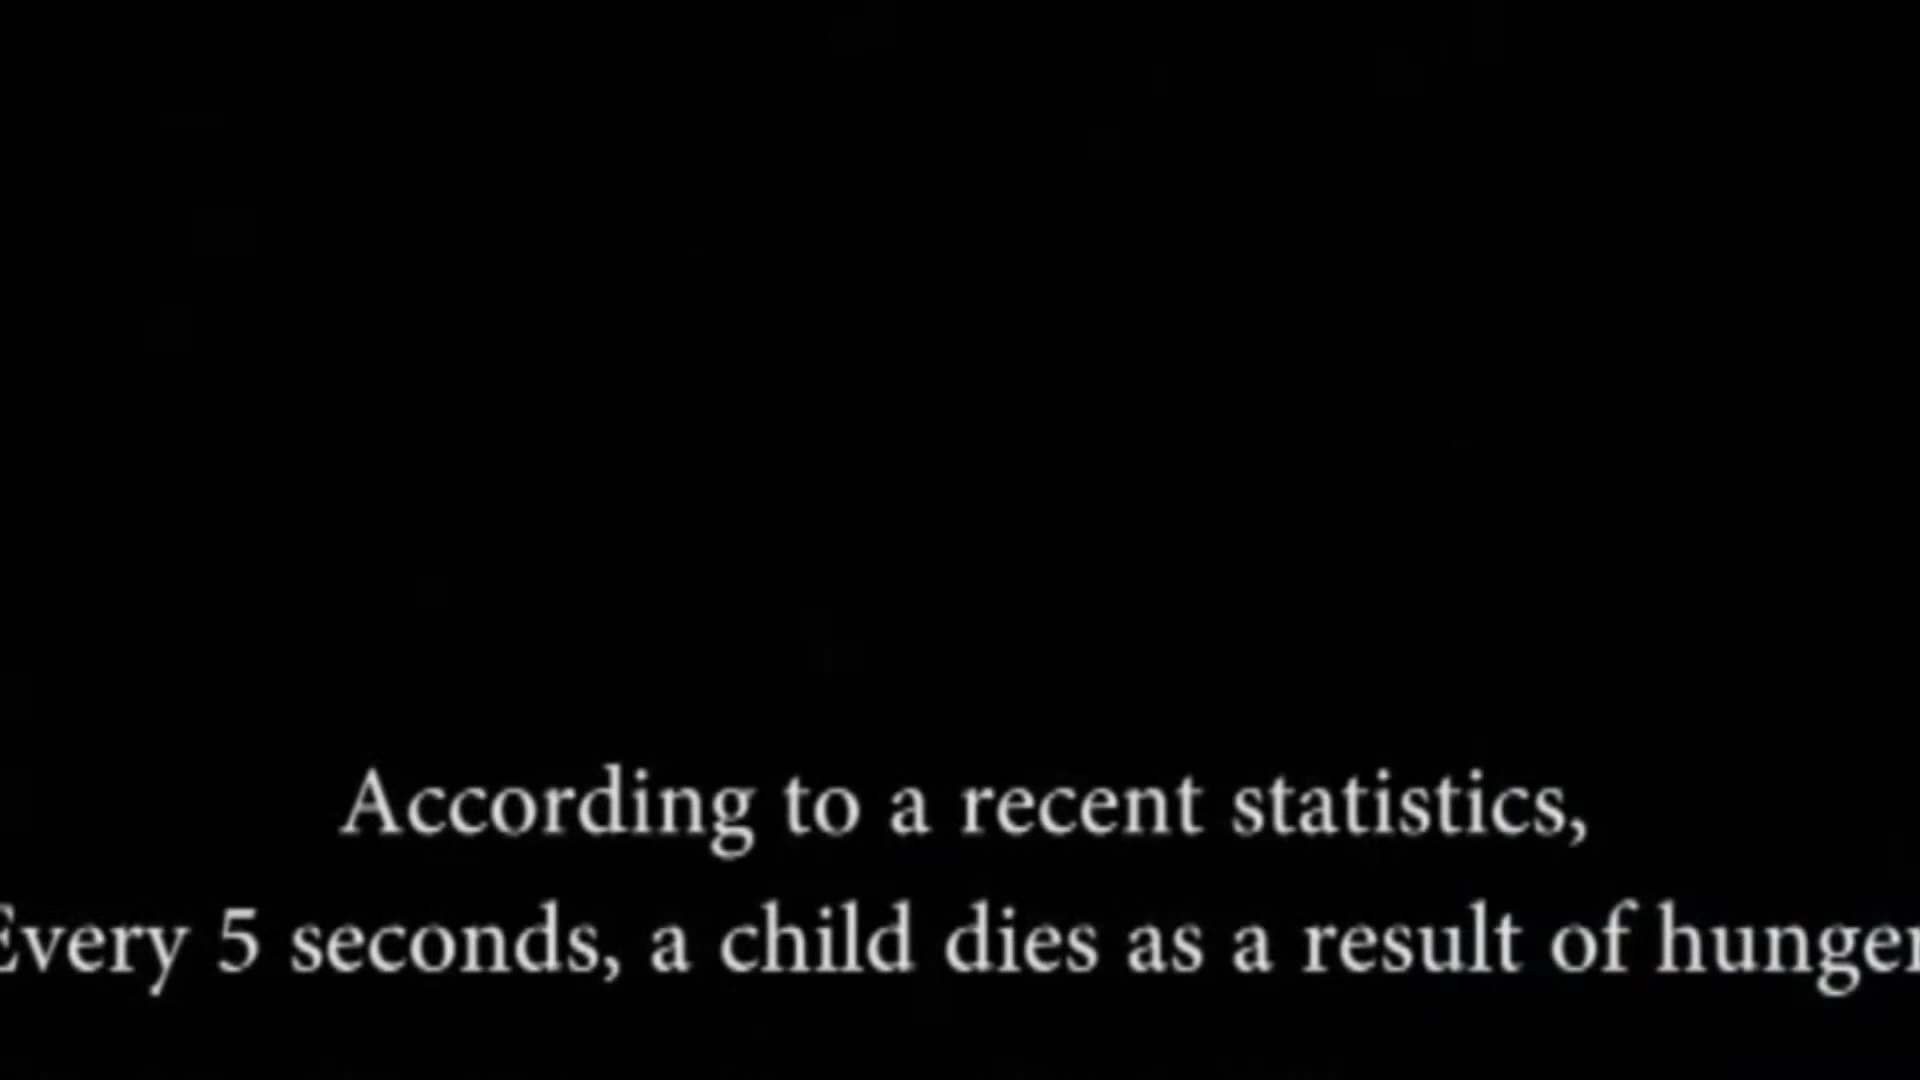 According to a recent statistics,
Every 5 seconds, a child dies as a result of hunger